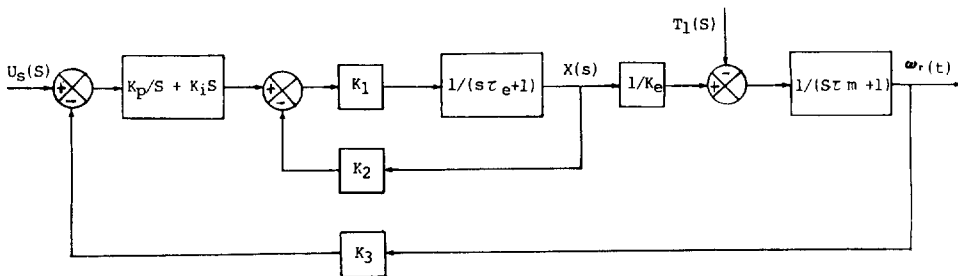 T1(S)
Us(S)
+
-
Kp/S + KiS
+
-
K1
1/(sτe+1)
X(s)
1/Ke
-
+
1/(Sτm +1)
ωr(t)
K2
K3